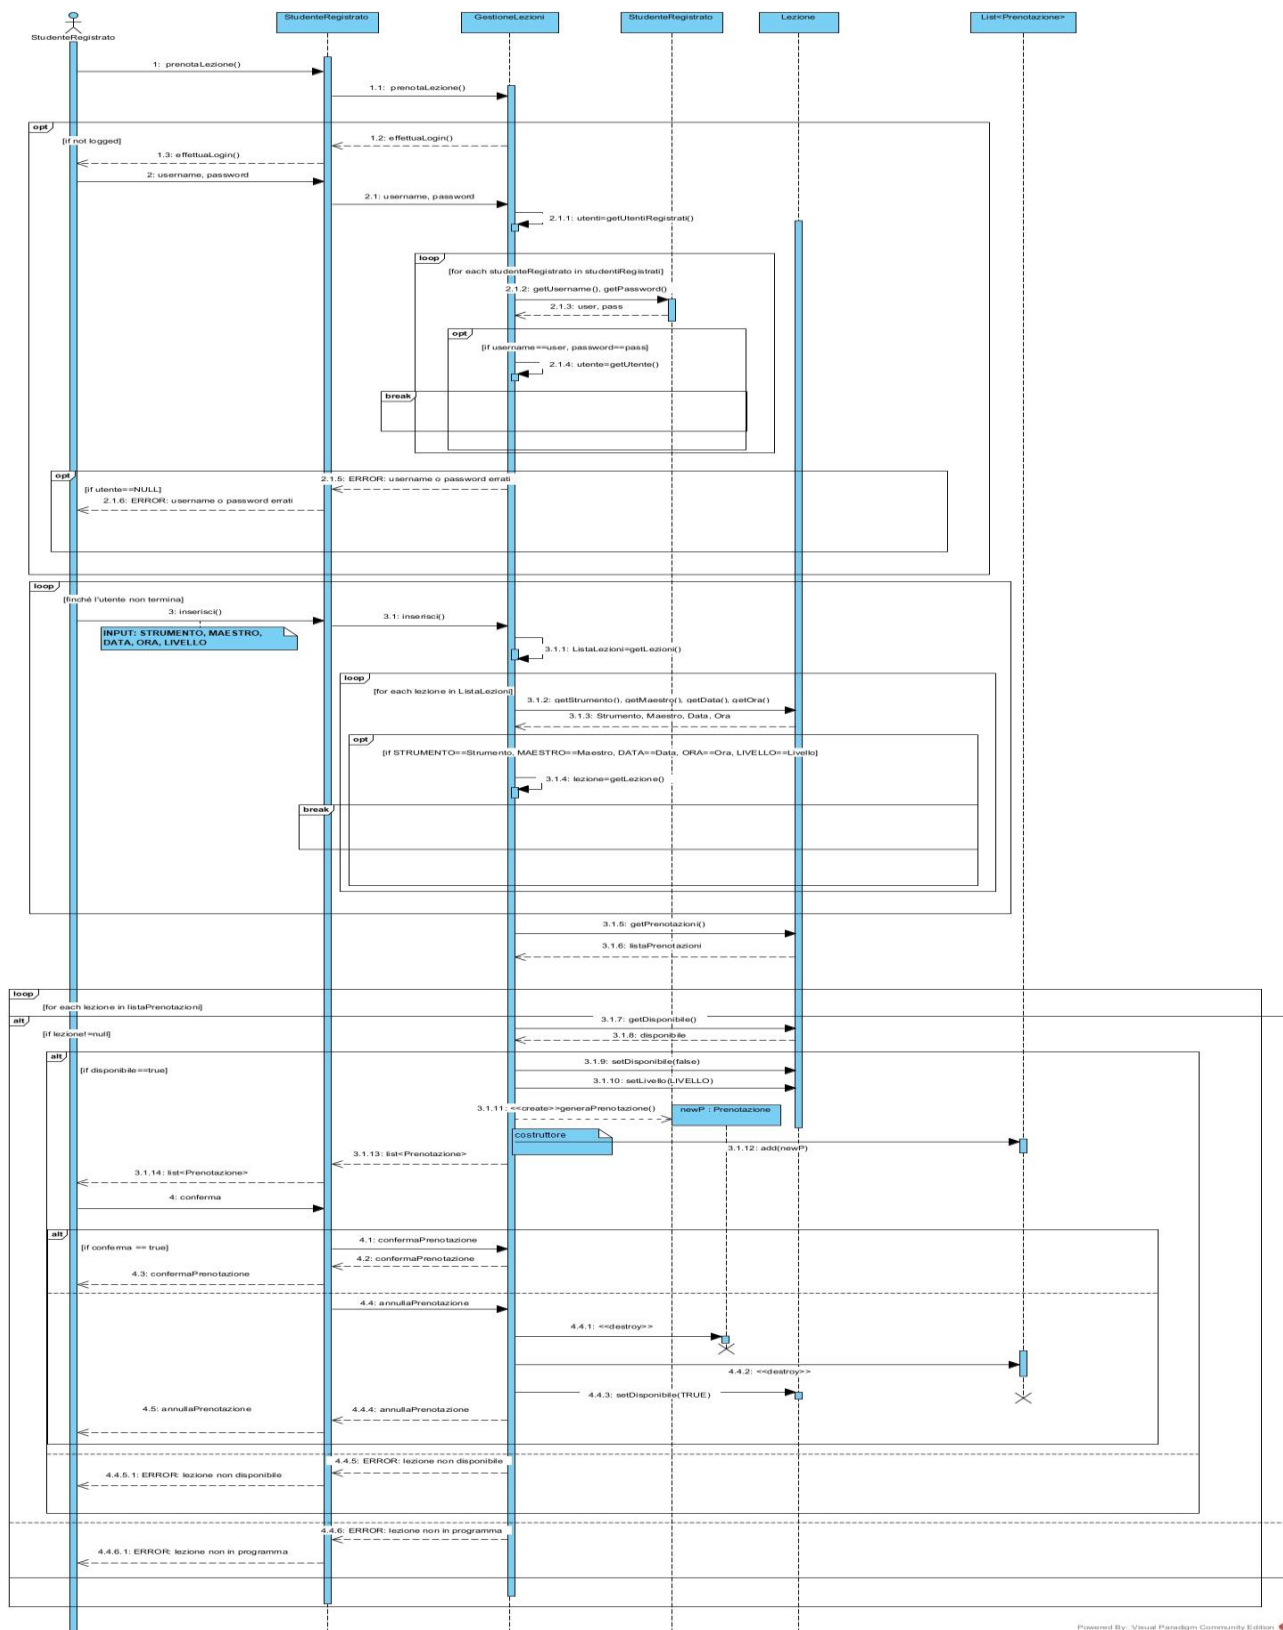 StudenteRegistrato
GestioneLezioni
StudenteRegistrato
Lezione
List<Prenotazione>
StudenteRegistrato
1: prenotaLezione()
1.1: prenotaLezione()
opt
[if not logged]
1.2: effettuaLogin()
1.3: effettuaLogin()
2: username, password
2.1: username, password
2.1.1: utenti=getUtentiRegistrati()
loop
[for each studenteRegistrato in studentiRegistrati]
2.1.2: getUsername(), getPassword()
2.1.3: user, pass
opt
[if username==user, password==pass]
2.1.4: utente=getUtente()
break
opt
2.1.5: ERROR: username o password errati
[if utente==NULL]
2.1.6: ERROR: username o password errati
loop
[finché l'utente non termina]
3: inserisci()
3.1: inserisci()
INPUT: STRUMENTO, MAESTRO,
DATA, ORA, LIVELLO
3.1.1: ListaLezioni=getLezioni()
loop
[for each lezione in ListaLezioni]
3.1.2: getStrumento(), getMaestro(), getData(), getOra()
3.1.3: Strumento, Maestro, Data, Ora
opt
[if STRUMENTO==Strumento, MAESTRO==Maestro, DATA==Data, ORA==Ora, LIVELLO==Livello]
3.1.4: lezione=getLezione()
break
3.1.5: getPrenotazioni()
3.1.6: listaPrenotazioni
loop
[for each lezione in listaPrenotazioni]
alt
3.1.7: getDisponibile()
[if lezione!=null]
3.1.8: disponibile
alt
3.1.9: setDisponibile(false)
[if disponibile==true]
3.1.10: setLivello(LIVELLO)
3.1.11: <<create>>generaPrenotazione()
newP : Prenotazione
costruttore
3.1.12: add(newP)
3.1.13: list<Prenotazione>
3.1.14: list<Prenotazione>
4: conferma
alt
[if conferma == true]
4.1: confermaPrenotazione
4.2: confermaPrenotazione
4.3: confermaPrenotazione
4.4: annullaPrenotazione
4.4.1: <<destroy>>
4.4.2: <<destroy>>
4.4.3: setDisponibile(TRUE)
4.5: annullaPrenotazione
4.4.4: annullaPrenotazione
4.4.5: ERROR: lezione non disponibile
4.4.5.1: ERROR: lezione non disponibile
4.4.6: ERROR: lezione non in programma
4.4.6.1: ERROR: lezione non in programma
Powered By: Visual Paradigm Community Edition